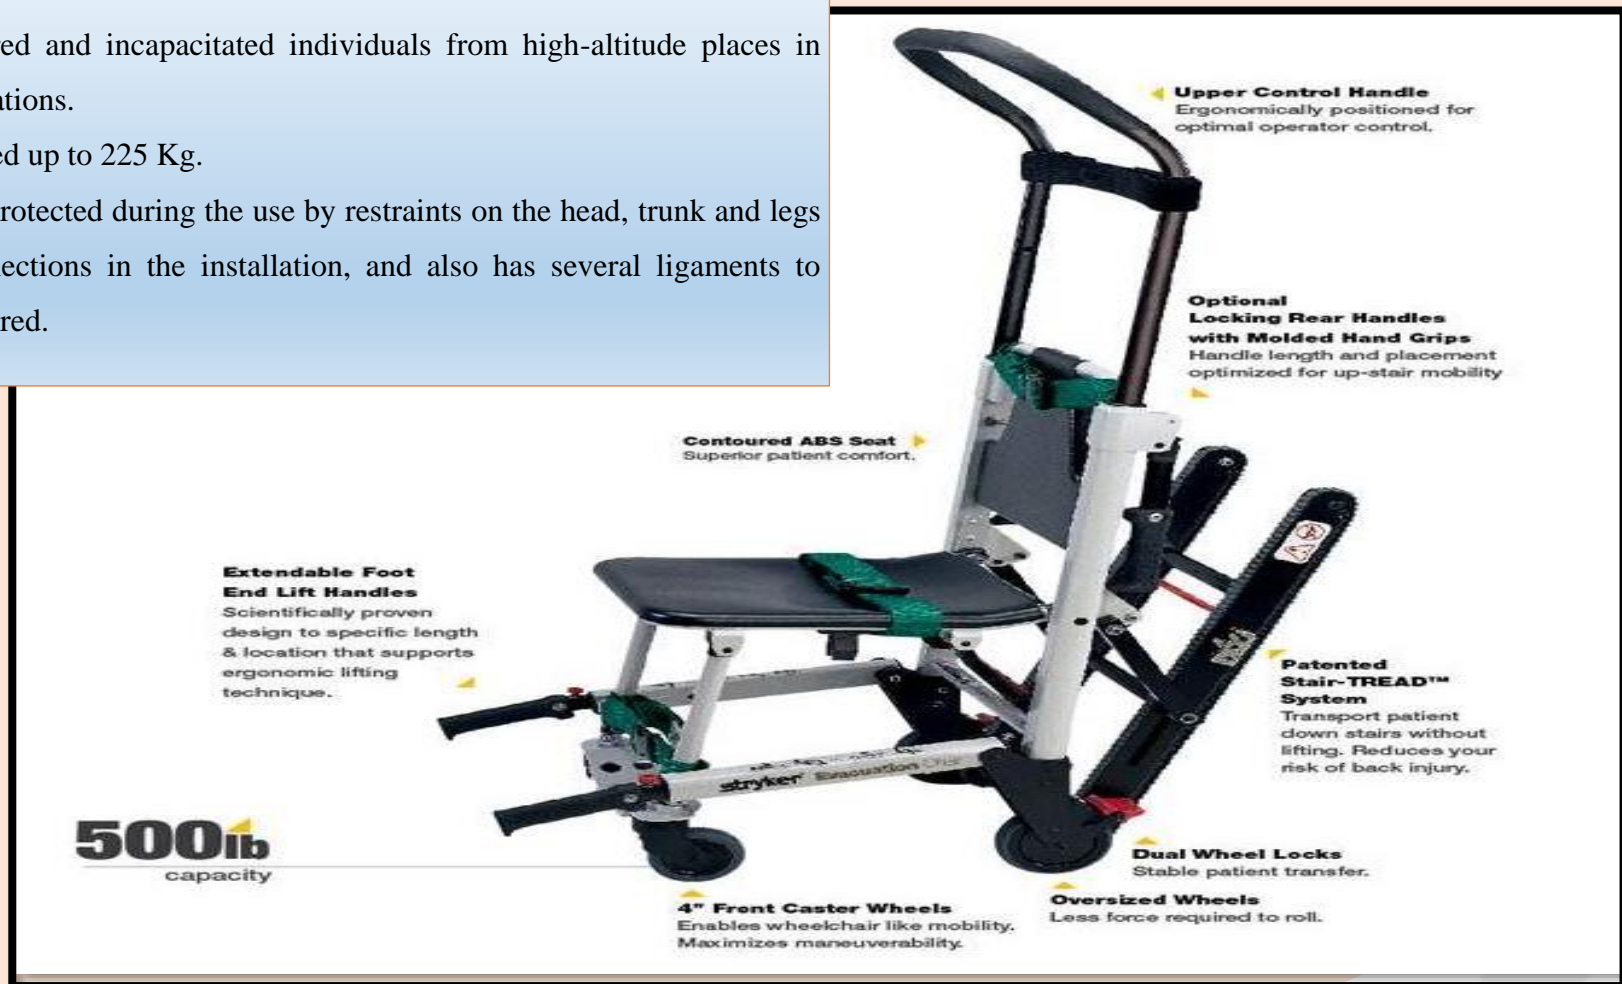 red and incapacitated individuals from high-altitude places in
ations.
ed up to 225 Kg.
rotected during the use by restraints on the head, trunk and legs
ections in the installation, and also has several ligaments to
red.
Upper Control Handle
Ergonomically positioned for
optimal operator control.
Optional
Locking Rear Handles
with Molded Hand Grips
Handle length and placement
optimized for up-stair mobility
Contoured ABS Seat
Superior patient comfort.
Extendable Foot
End Lift Handles
Scientifically proven
design to specific length
& location that supports
ergonomic lifting
technique.
Patented
Stair-TREAD™
System
Transport patient
down stairs without
lifting. Reduces your
risk of back injury.
stryker Evacuation
500lb
capacity
Dual Wheel Locks
Stable patient transfer.
Oversized Wheels
Less force required to roll.
4" Front Caster Wheels
Enables wheelchair like mobility.
Maximizes maneuverability.